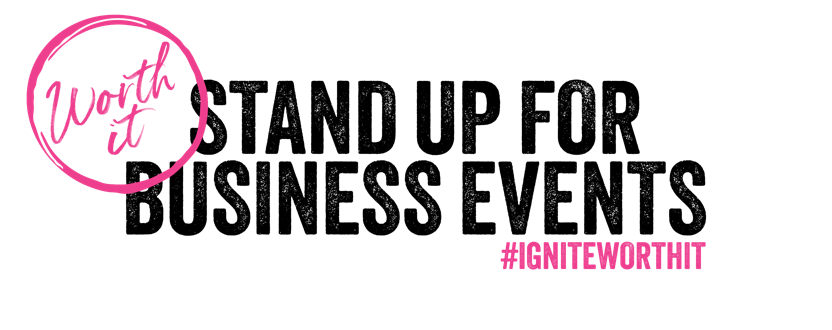 Worth
it
STAND UP FOR
BUSINESS EVENTS
#IGNITEWORTHIT